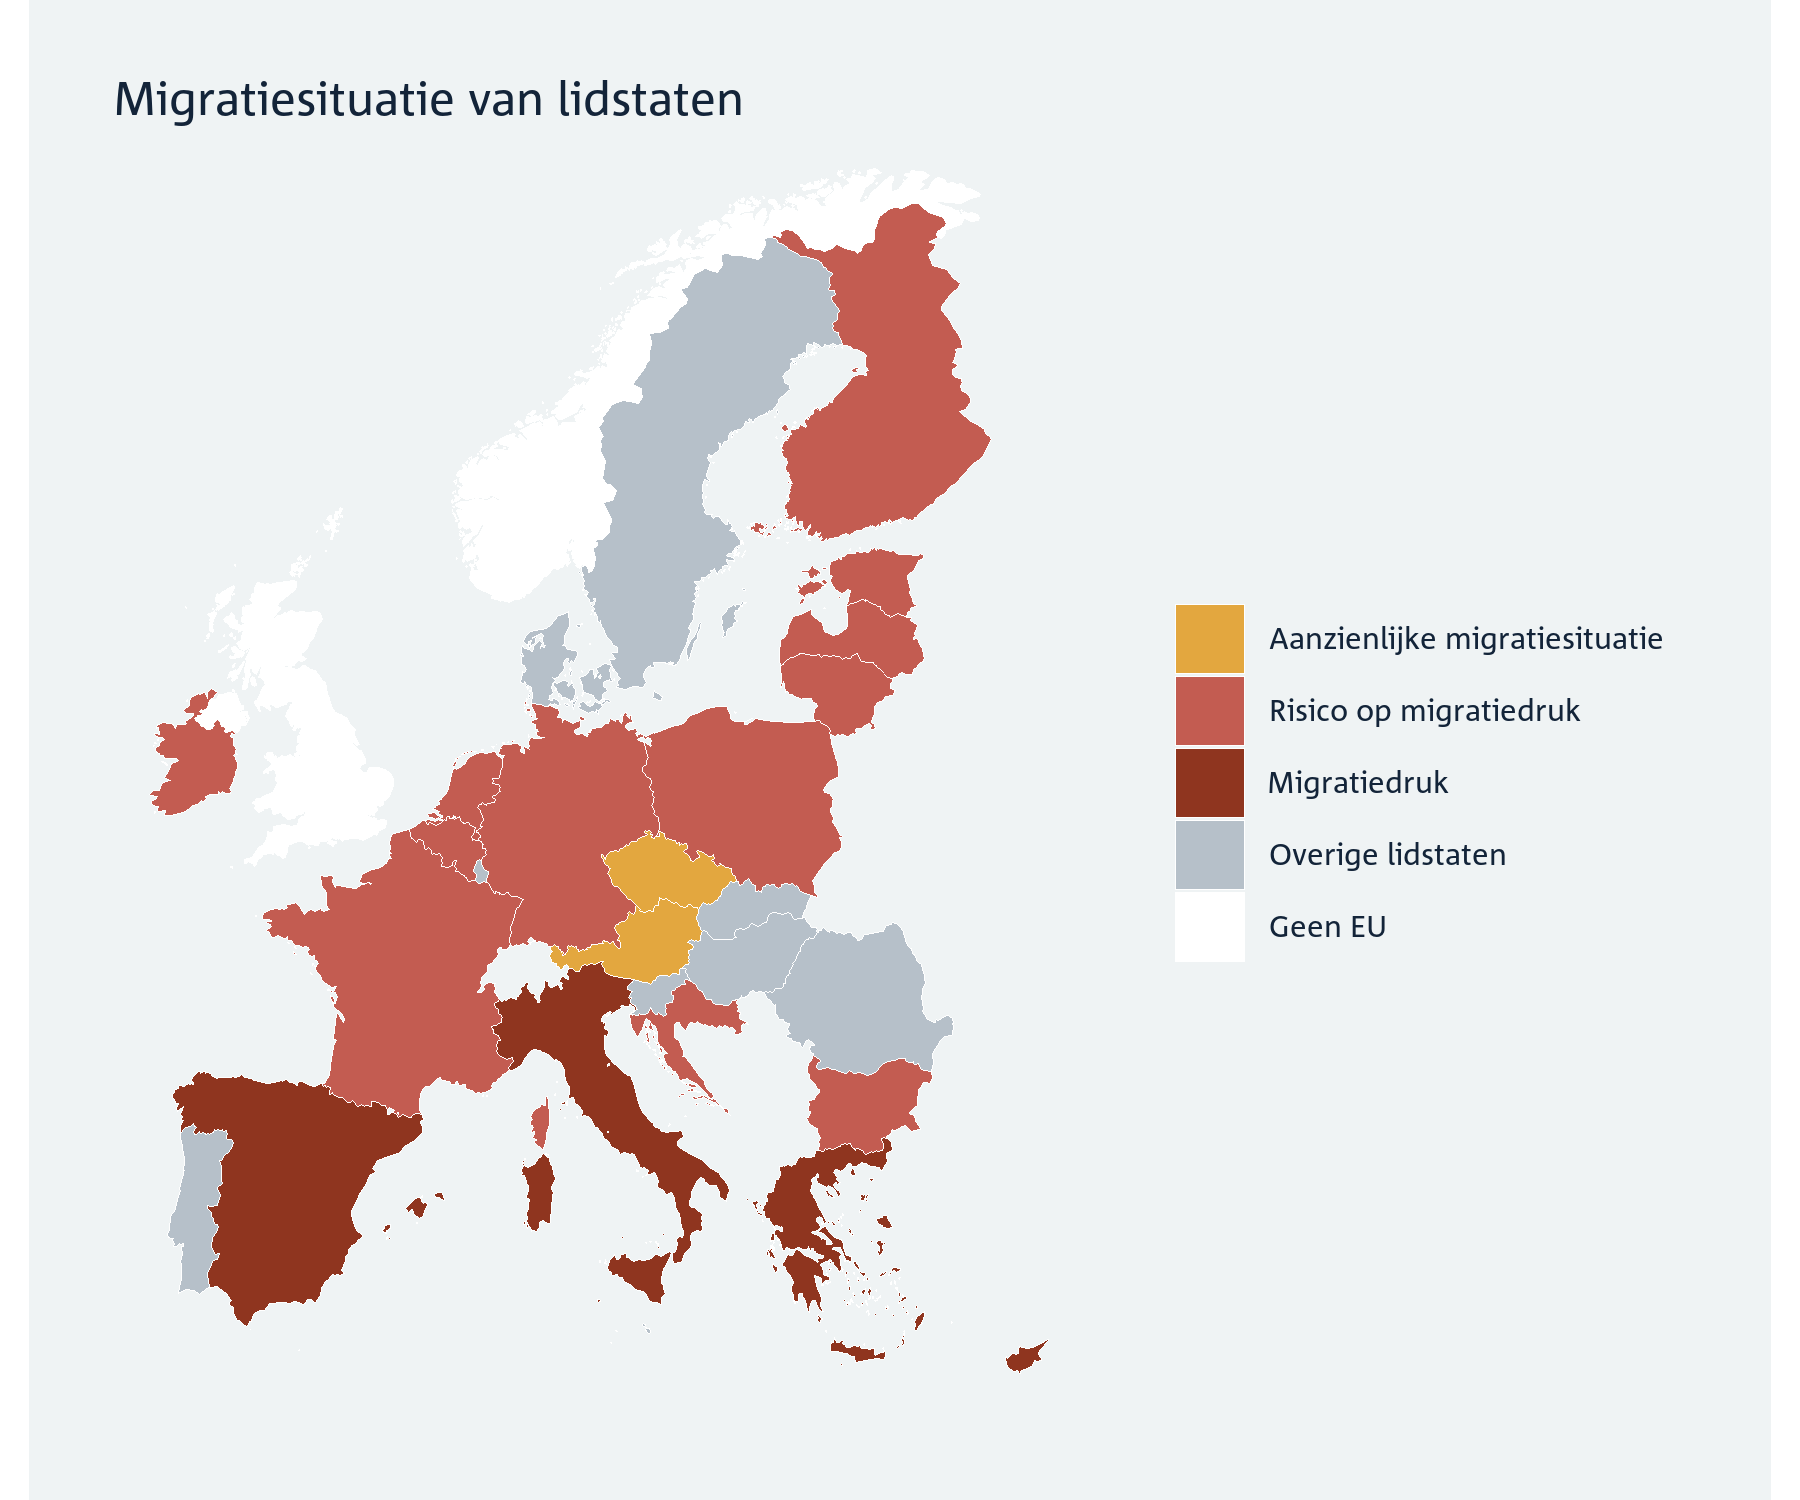 Migratiesituatie van lidstaten
Aanzienlijke migratiesituatie
Risico op migratiedruk
Migratiedruk
Overige lidstaten
Geen EU